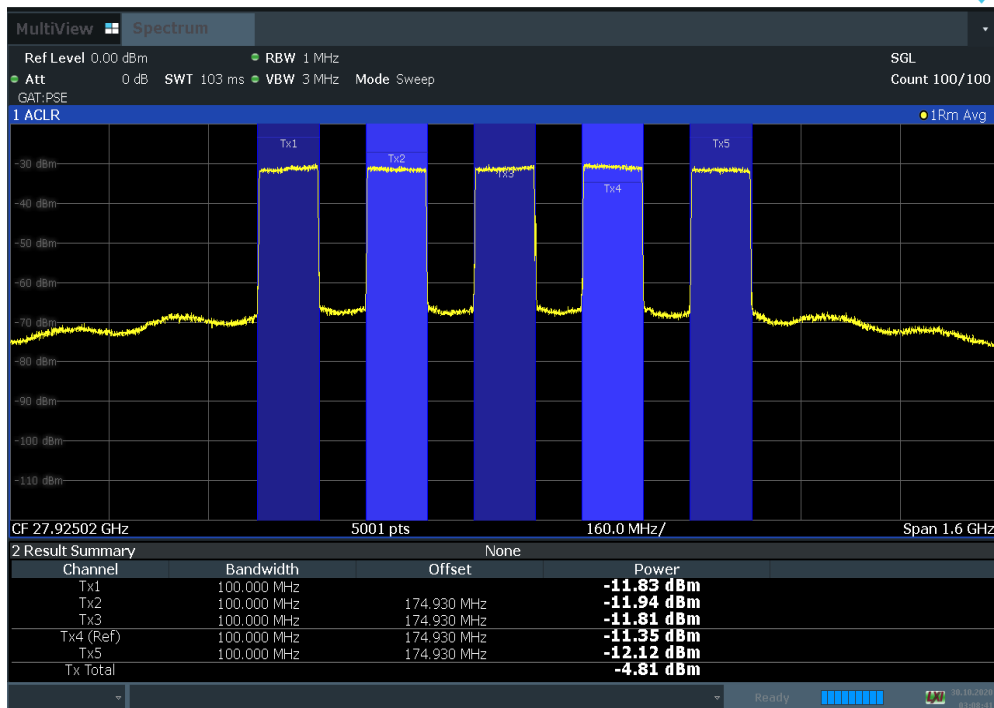 MultiView Spectrum
Ref Level 0.00 dBm RBW 1 MHz SGL
Att 0 dB SWT 103 ms VBW 3 MHz Mode Sweep Count 100/100
GAT:PSE
1 ACLR 1Rm Avg
Tx1 Tx5
Tx2
-30 dBm
Tx3
Tx4
-40 dBm
-50 dBm
-60 dBm
-70 dBm
-80 dBm
-90 dBm
-100 dBm
-110 dBm
CF 27.92502 GHz 5001 pts 160.0 MHz/ Span 1.6 GHz
2 Result Summary None
Channel Bandwidth Offset Power
Tx1 100.000 MHz -11.83 dBm
Tx2 100.000 MHz 174.930 MHz -11.94 dBm
Tx3 100.000 MHz 174.930 MHz -11.81 dBm
Tx4 (Ref) 100.000 MHz 174.930 MHz -11.35 dBm
Tx5 100.000 MHz 174.930 MHz -12.12 dBm
Tx Total -4.81 dBm
Ready LXI 30.10.2020